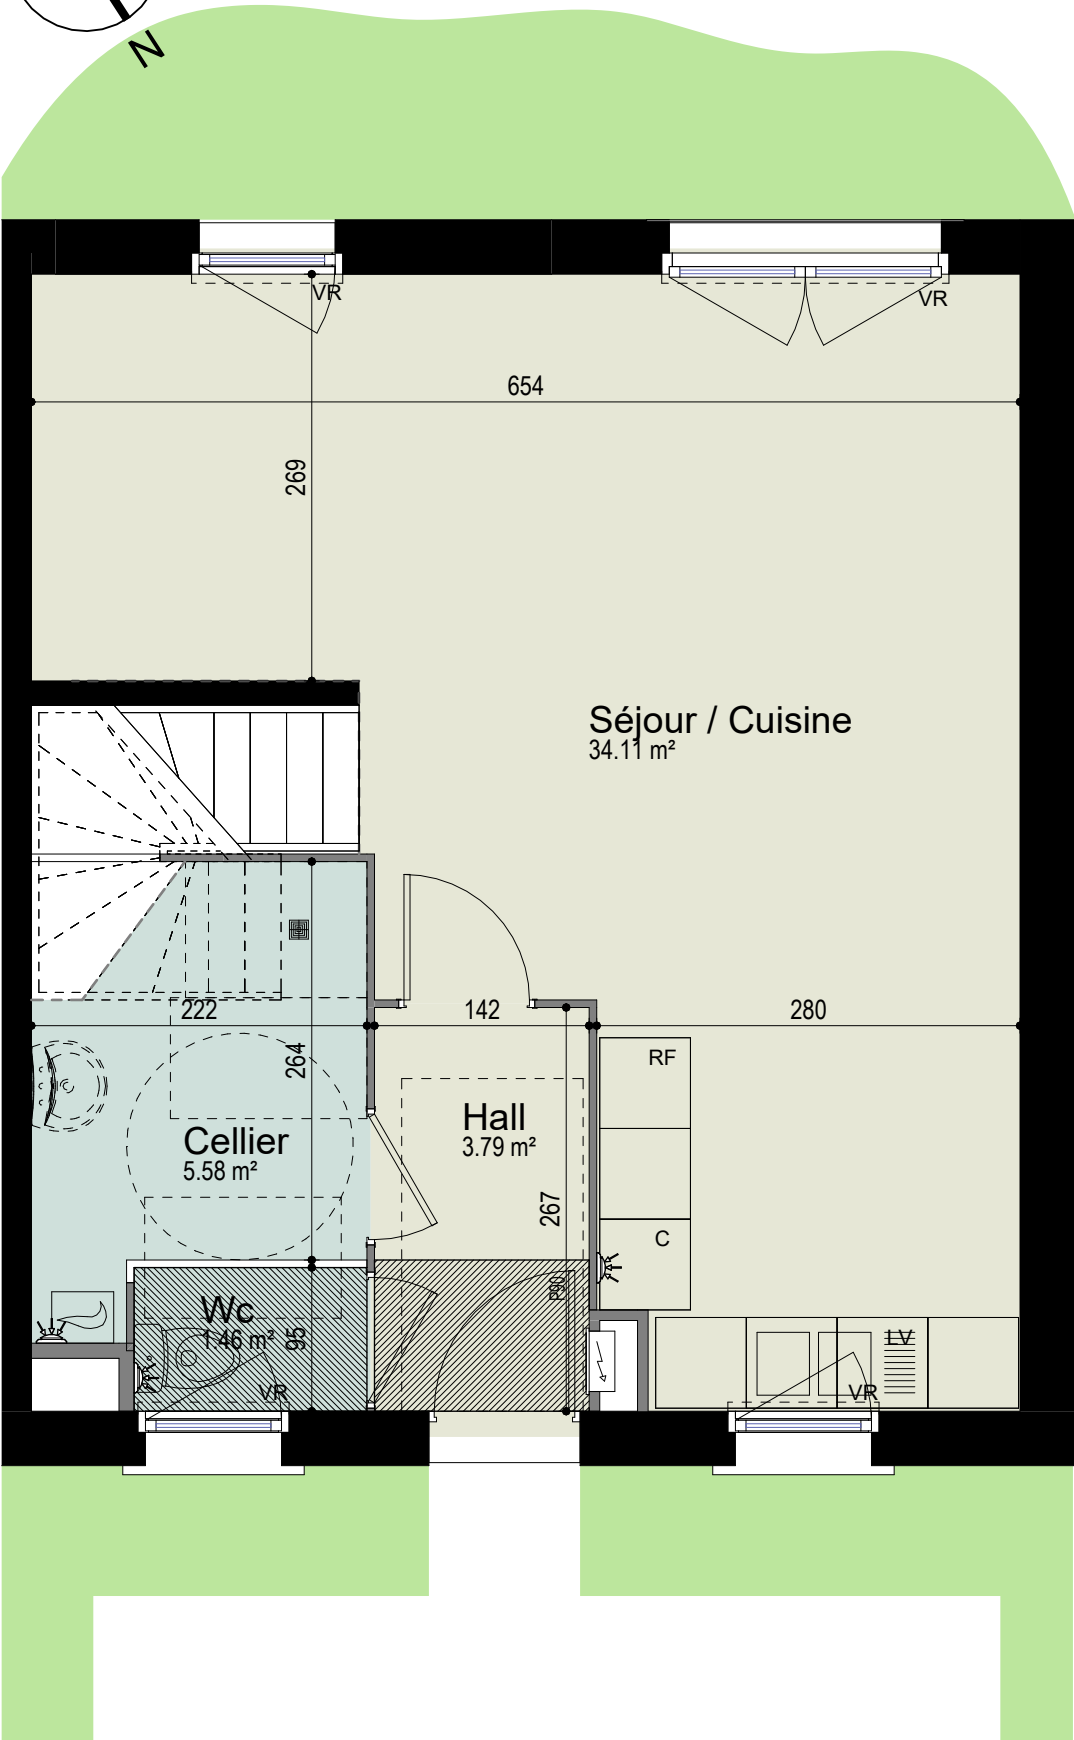 N
VR
VR
654
269
Séjour / Cuisine
34.11 m²
222
142
280
264
RF
Hall
3.79 m²
Cellier
5.58 m²
267
C
P90
Wc
1.46 m²
95
LV
VR
VR